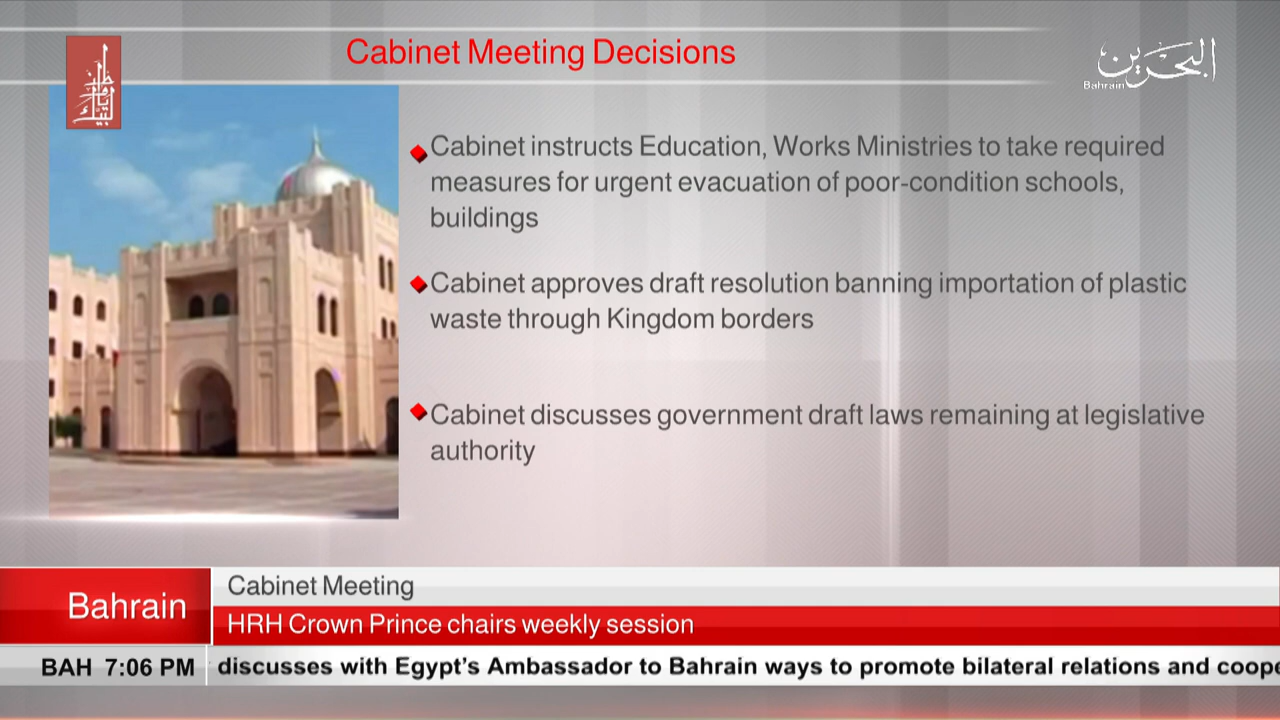 Cabinet Meeting Decisions
البحرين
Bahrain
Cabinet instructs Education, Works Ministries to take required
measures for urgent evacuation of poor-condition schools,
buildings
Cabinet approves draft resolution banning importation of plastic
waste through Kingdom borders
Cabinet discusses government draft laws remaining at legislative
authority
Bahrain
Cabinet Meeting
HRH Crown Prince chairs weekly session
BAH 7:06 PM
discusses with Egypt's Ambassador to Bahrain ways to promote bilateral relations and coope